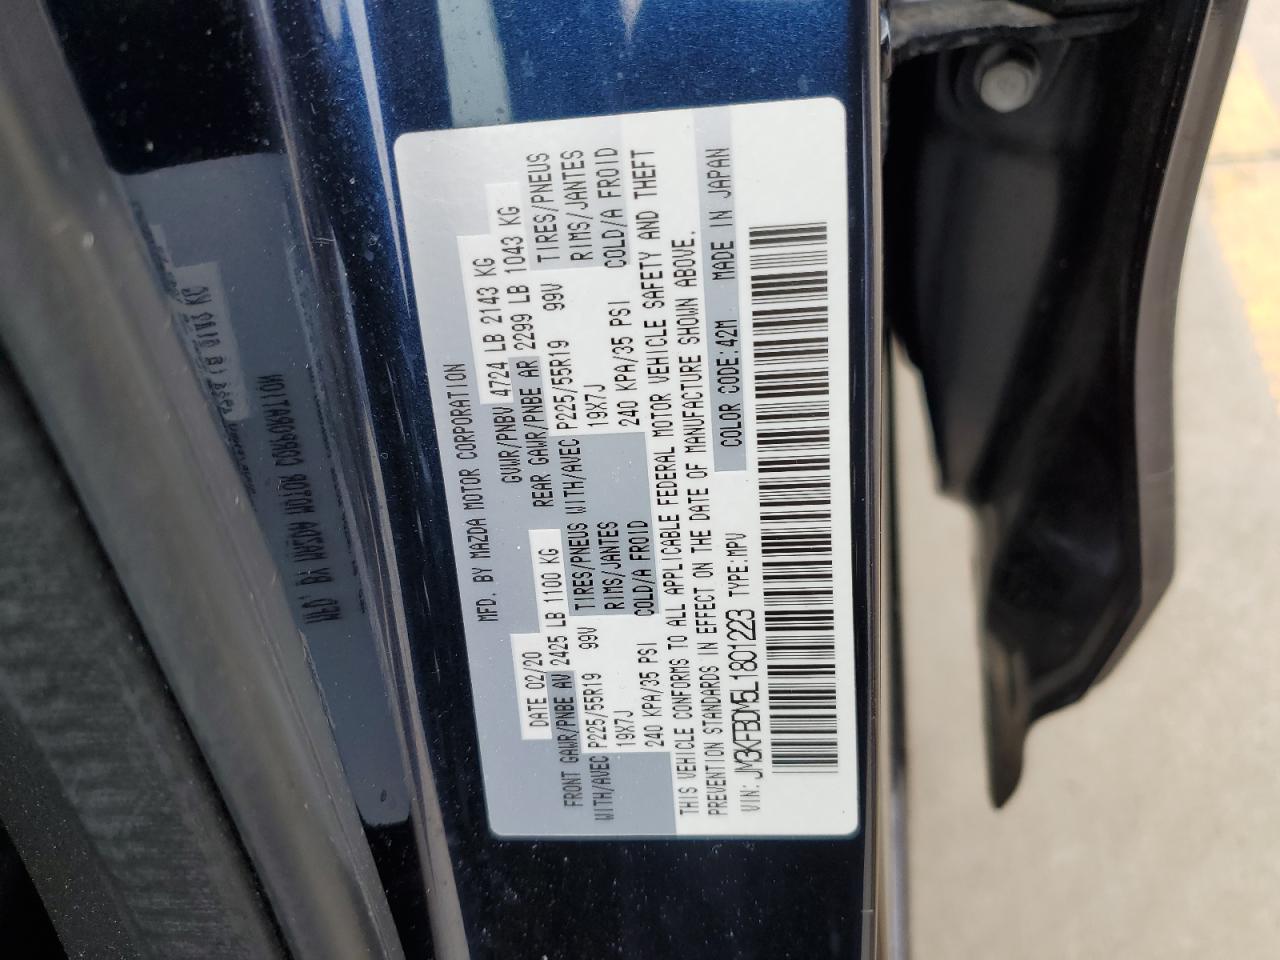 MFD. BY MAZDA MOTOR CORPORATION
DATE 02/20 GVWR/PNBV 4724 LB 2143 KG
FRONT GAWR/PNBE AV 2425 LB 1100 KG REAR GAWR/PNBE AR 2299 LB 1043 KG
WITH/AVEC P225/55R19 99V TIRES/PNEUS WITH/AVEC P225/55R19 99V TIRES/PNEUS
19X7J RIMS/JANTES 19X7J RIMS/JANTES
240 KPA/35 PSI COLD/A FROID 240 KPA/35 PSI COLD/A FROID
THIS VEHICLE CONFORMS TO ALL APPLICABLE FEDERAL MOTOR VEHICLE SAFETY AND THEFT
PREVENTION STANDARDS IN EFFECT ON THE DATE OF MANUFACTURE SHOWN ABOVE.
COLOR CODE:42M MADE IN JAPAN
VIN: JM3KFBDM5L1801223 TYPE:MPV